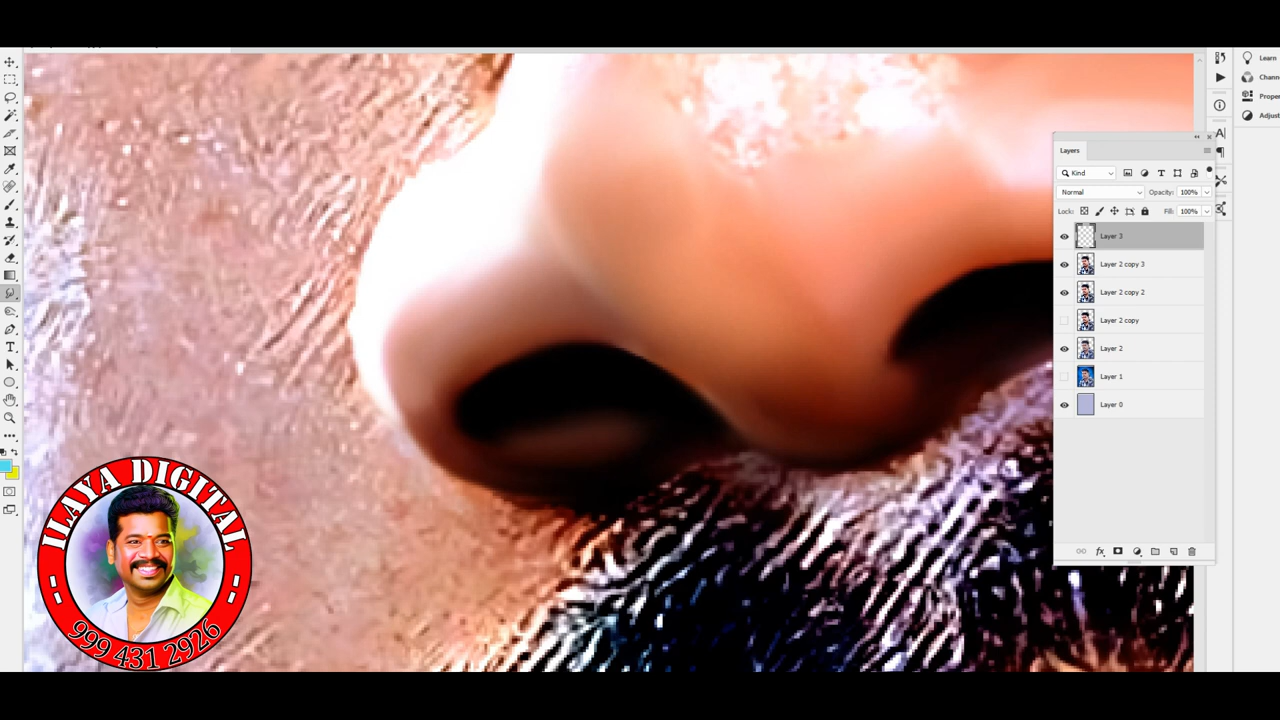 Learn
Chann
Proper
Adjust
Layers
Kind
Normal
Opacity: 100%
Lock:
Fill: 100%
Layer 3
Layer 2 copy 3
Layer 2 copy 2
Layer 2 copy
Layer 2
Layer 1
Layer 0
ILAYA DIGITAL
999 431 2926